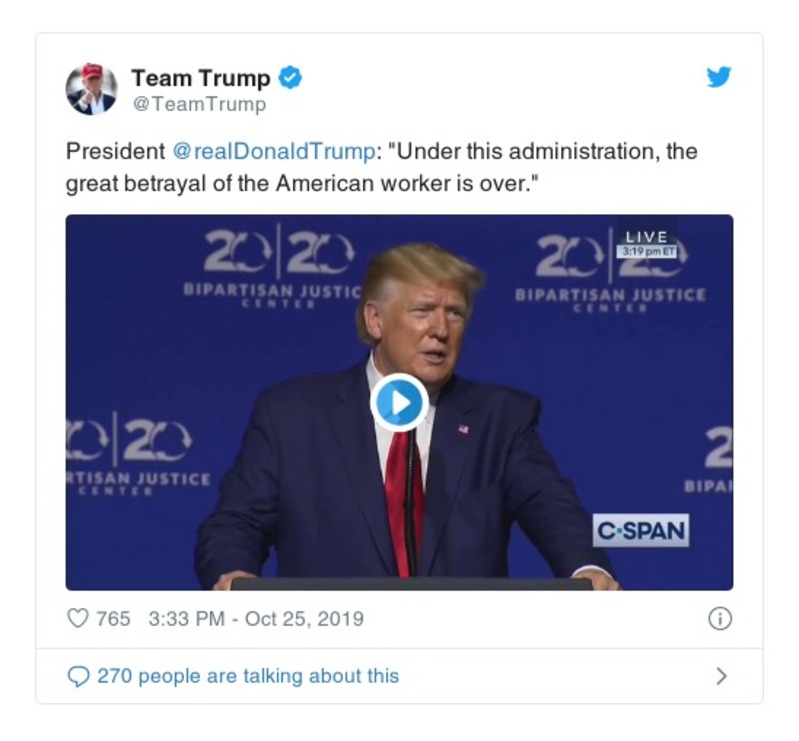 Team Trump
@TeamTrump
President @realDonaldTrump: "Under this administration, the
great betrayal of the American worker is over."
20|20
BIPARTISAN JUSTIC
CENTER
20|20
BIPARTISAN JUSTICE
CENTER
LIVE
3:19 pm ET
20|20
RTISAN JUSTICE
CENTER
2
BIPA
C-SPAN
765 3:33 PM - Oct 25, 2019
270 people are talking about this